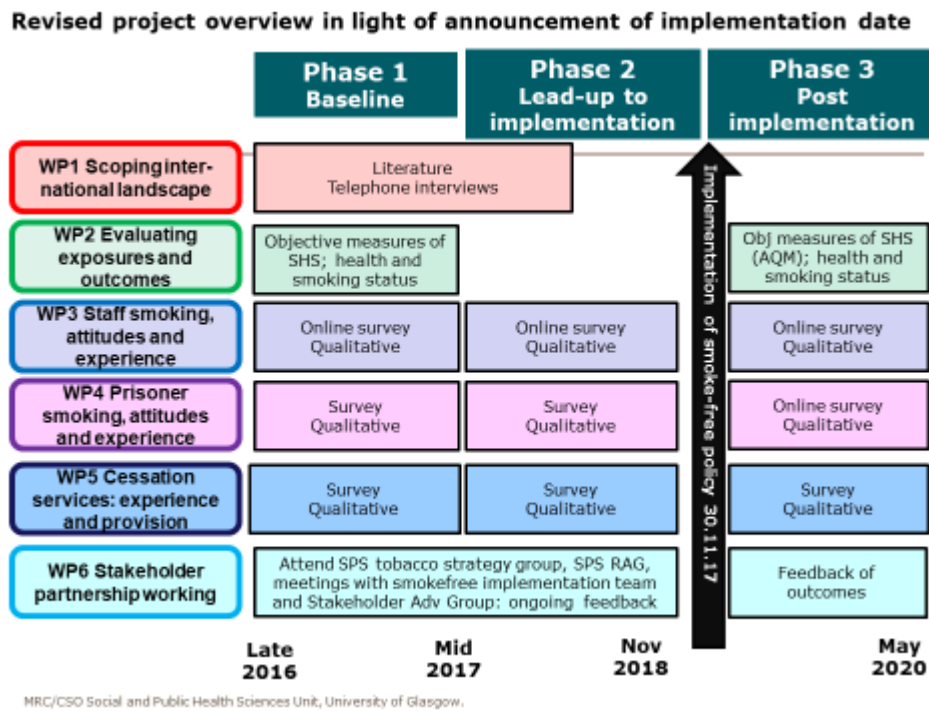 Revised project overview in light of announcement of implementation date
Phase 1
Baseline
Phase 2
Lead-up to
implementation
Phase 3
Post
implementation
WP1 Scoping inter-
national landscape
Literature
Telephone interviews
WP2 Evaluating
exposures and
outcomes
Objective measures of
SHS; health and
smoking status
Obj measures of SHS
(AQM); health and
smoking status
WP3 Staff smoking,
attitudes and
experience
Online survey
Qualitative
Online survey
Qualitative
Online survey
Qualitative
WP4 Prisoner
smoking, attitudes
and experience
Survey
Qualitative
Survey
Qualitative
Online survey
Qualitative
WP5 Cessation
services: experience
and provision
Survey
Qualitative
Survey
Qualitative
Survey
Qualitative
WP6 Stakeholder
partnership working
Attend SPS tobacco strategy group, SPS RAG,
meetings with smokefree implementation team
and Stakeholder Adv Group: ongoing feedback
Feedback of
outcomes
Implementation of smoke-free policy 30.11.17
Late
2016
Mid
2017
Nov
2018
May
2020
MRC/CSO Social and Public Health Sciences Unit, University of Glasgow.